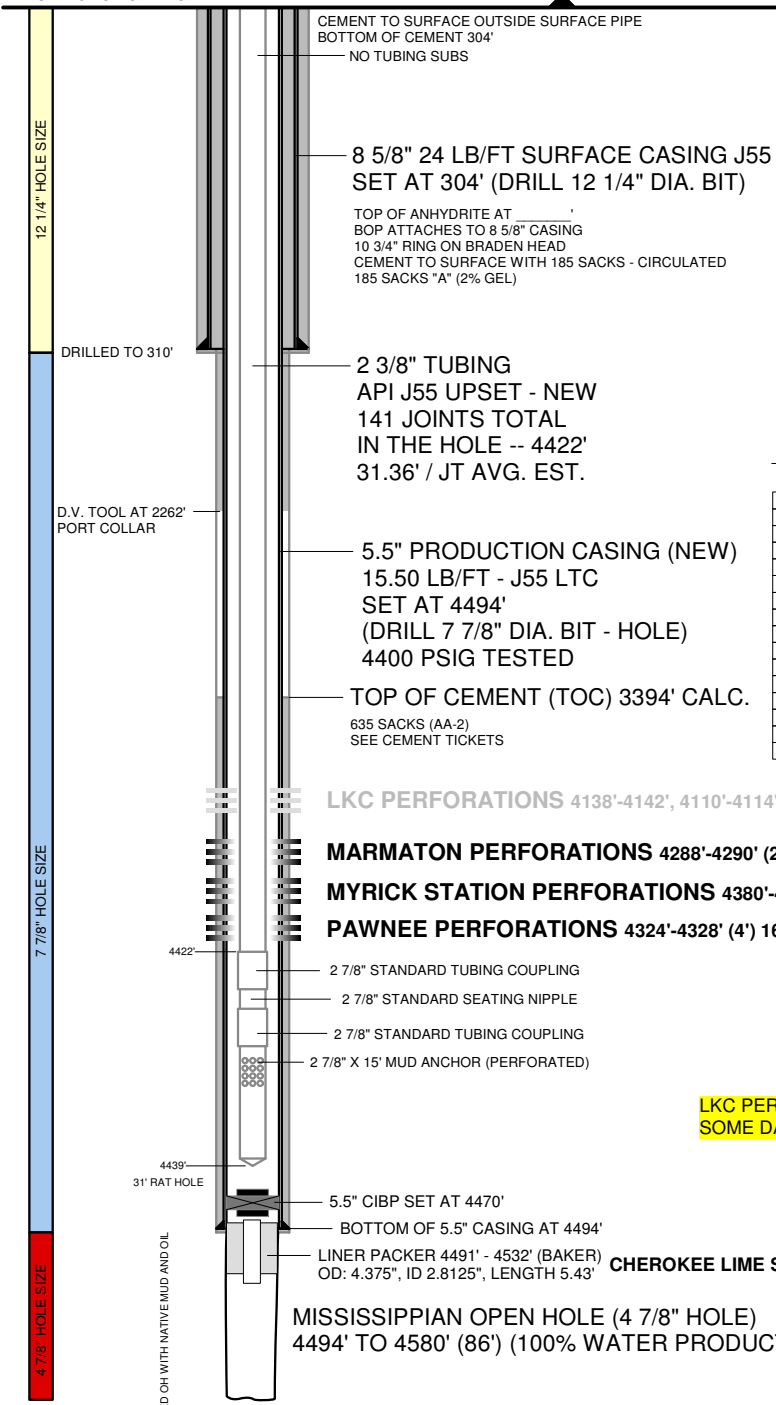 CEMENT TO SURFACE OUTSIDE SURFACE PIPE
BOTTOM OF CEMENT 304'
NO TUBING SUBS
12 1/4" HOLE SIZE
8 5/8" 24 LB/FT SURFACE CASING J55
SET AT 304' (DRILL 12 1/4" DIA. BIT)
TOP OF ANHYDRITE AT _______'
BOP ATTACHES TO 8 5/8" CASING
10 3/4" RING ON BRADEN HEAD
CEMENT TO SURFACE WITH 185 SACKS - CIRCULATED
185 SACKS "A" (2% GEL)
DRILLED TO 310'
2 3/8" TUBING
API J55 UPSET - NEW
141 JOINTS TOTAL
IN THE HOLE -- 4422'
31.36' / JT AVG. EST.
D.V. TOOL AT 2262'
PORT COLLAR
5.5" PRODUCTION CASING (NEW)
15.50 LB/FT - J55 LTC
SET AT 4494'
(DRILL 7 7/8" DIA. BIT - HOLE)
4400 PSIG TESTED
TOP OF CEMENT (TOC) 3394' CALC.
635 SACKS (AA-2)
SEE CEMENT TICKETS
LKC PERFORATIONS 4138'-4142', 4110'-4114'
7 7/8" HOLE SIZE
MARMATON PERFORATIONS 4288'-4290' (2
MYRICK STATION PERFORATIONS 4380'-
PAWNEE PERFORATIONS 4324'-4328' (4') 16
4422'
2 7/8" STANDARD TUBING COUPLING
2 7/8" STANDARD SEATING NIPPLE
2 7/8" STANDARD TUBING COUPLING
2 7/8" X 15' MUD ANCHOR (PERFORATED)
LKC PER
SOME DA
4439'
31' RAT HOLE
5.5" CIBP SET AT 4470'
BOTTOM OF 5.5" CASING AT 4494'
LINER PACKER 4491' - 4532' (BAKER)
OD: 4.375", ID 2.8125", LENGTH 5.43'
CHEROKEE LIME S
4 7/8" HOLE SIZE
D OH WITH NATIVE MUD AND OIL
MISSISSIPPIAN OPEN HOLE (4 7/8" HOLE)
4494' TO 4580' (86') (100% WATER PRODUCT